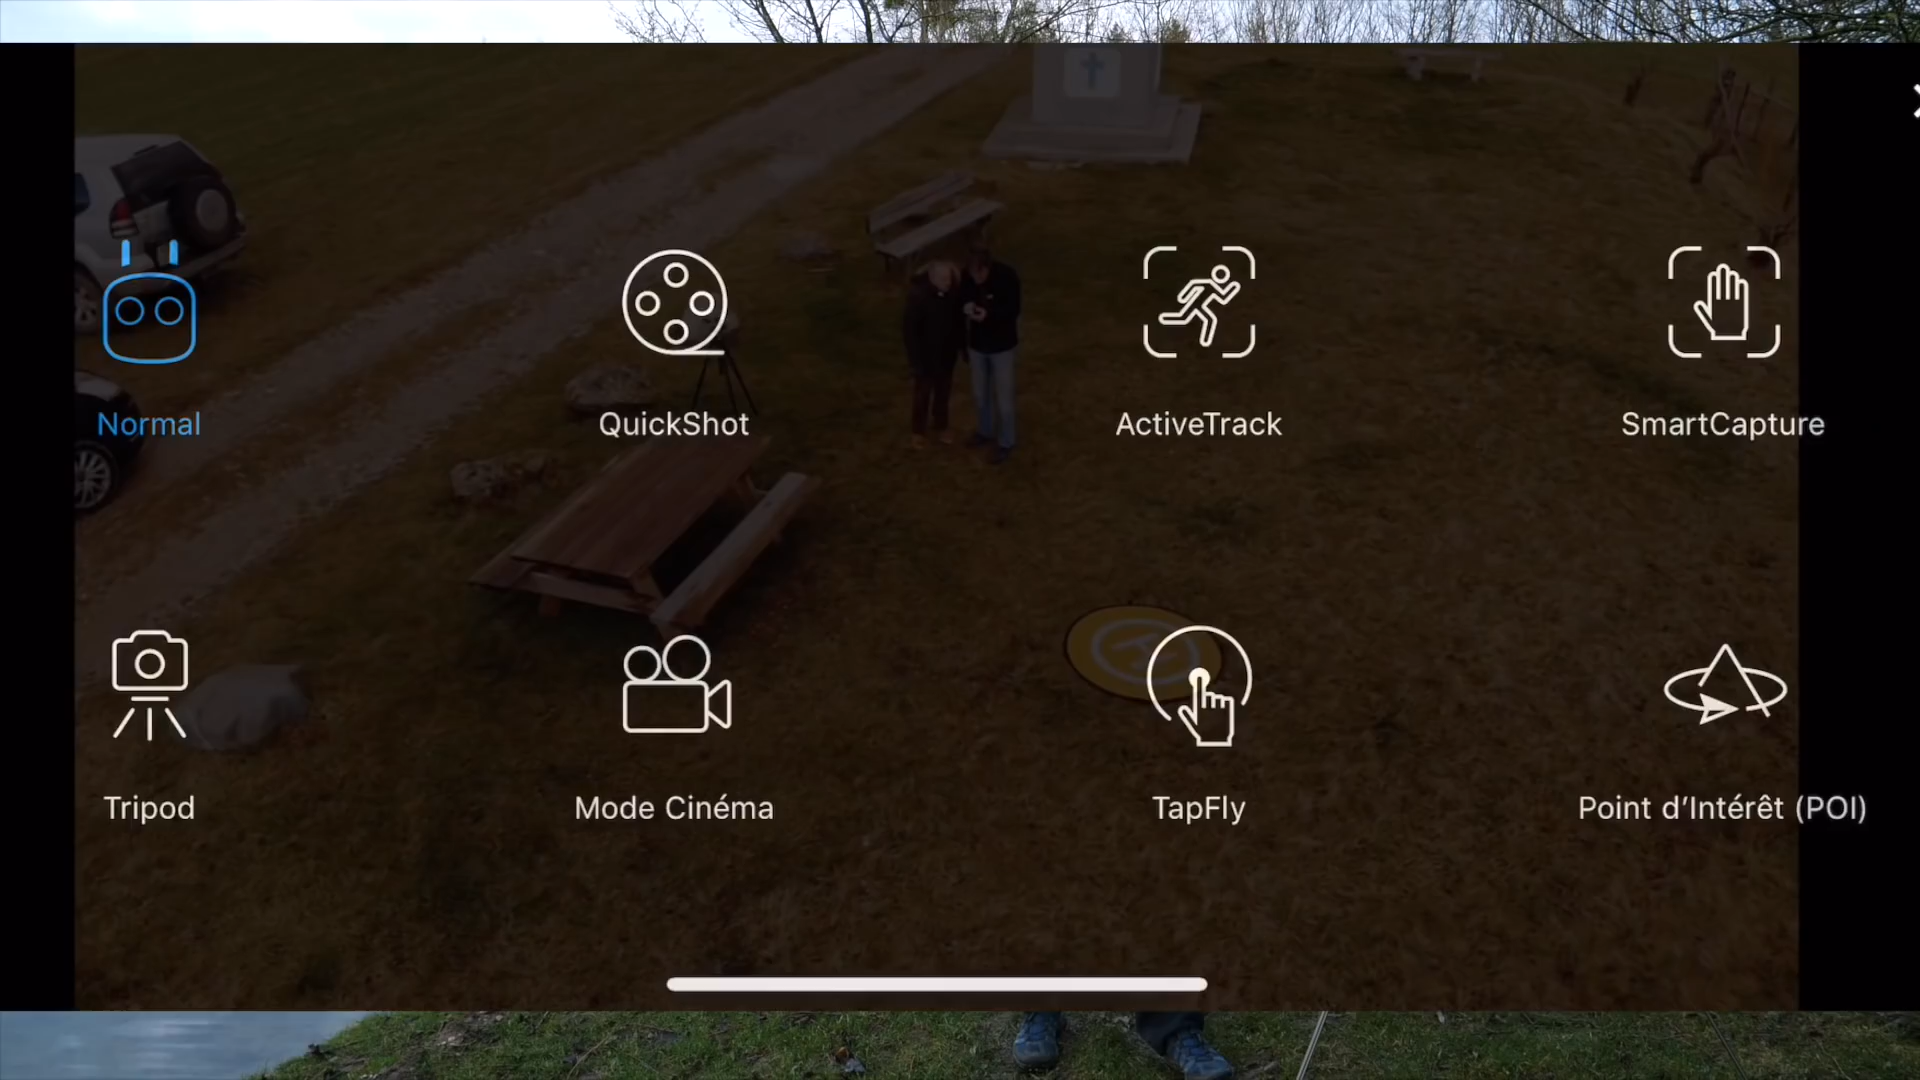 Normal
QuickShot
ActiveTrack
SmartCapture
Tripod
Mode Cinéma
TapFly
Point d’Intérêt (POI)
H